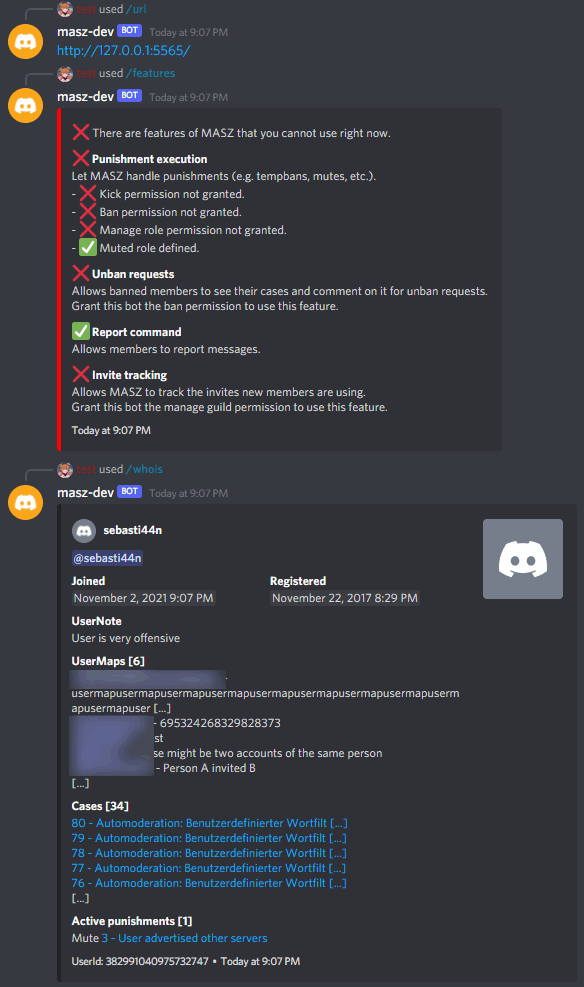 test used /url
masz-dev BOT Today at 9:07 PM
http://127.0.0.1:5565/
test used /features
masz-dev BOT Today at 9:07 PM
❌ There are features of MASZ that you cannot use right now.
❌ Punishment execution
Let MASZ handle punishments (e.g. tempbans, mutes, etc.).
- ❌ Kick permission not granted.
- ❌ Ban permission not granted.
- ❌ Manage role permission not granted.
- ✅ Muted role defined.
❌ Unban requests
Allows banned members to see their cases and comment on it for unban requests.
Grant this bot the ban permission to use this feature.
✅ Report command
Allows members to report messages.
❌ Invite tracking
Allows MASZ to track the invites new members are using.
Grant this bot the manage guild permission to use this feature.
Today at 9:07 PM
test used /whois
masz-dev BOT Today at 9:07 PM
sebasti44n
@sebasti44n
Joined Registered
November 2, 2021 9:07 PM November 22, 2017 8:29 PM
UserNote
User is very offensive
UserMaps [6]
usermapusermapusermapusermapusermapusermapusermapusermapuserm
apusermapuser [...]
- 695324268329828373
st
se might be two accounts of the same person
- Person A invited B
[...]
Cases [34]
80 - Automoderation: Benutzerdefinierter Wortfilt [...]
79 - Automoderation: Benutzerdefinierter Wortfilt [...]
78 - Automoderation: Benutzerdefinierter Wortfilt [...]
77 - Automoderation: Benutzerdefinierter Wortfilt [...]
76 - Automoderation: Benutzerdefinierter Wortfilt [...]
[...]
Active punishments [1]
Mute 3 - User advertised other servers
UserId: 382991040975732747 • Today at 9:07 PM